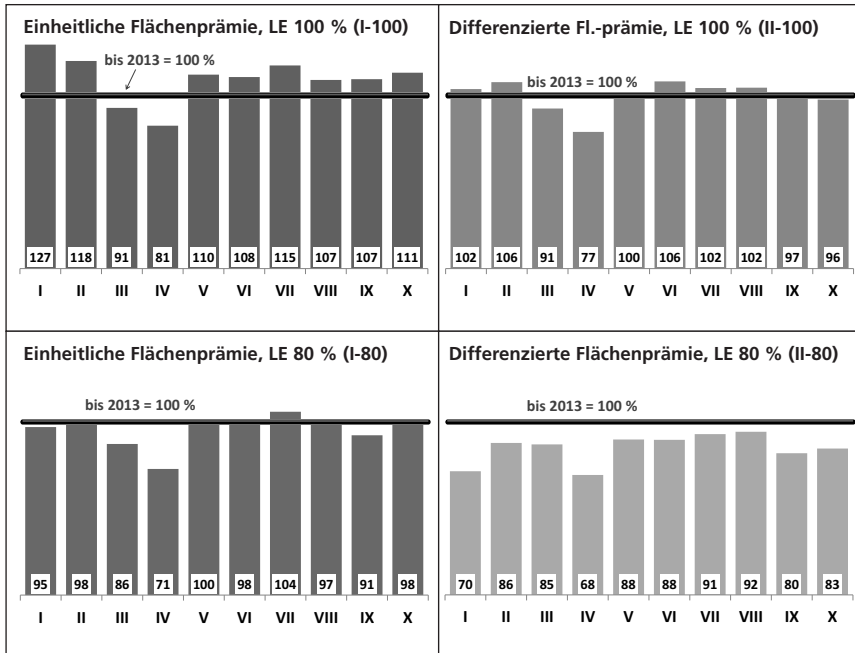 Einheitliche Flächenprämie, LE 100 % (I-100)
bis 2013 = 100 %
127 118 91 81 110 108 115 107 107 111
I II III IV V VI VII VIII IX X
Differenzierte Fl.-prämie, LE 100 % (II-100)
bis 2013 = 100 %
102 106 91 77 100 106 102 102 97 96
I II III IV V VI VII VIII IX X
Einheitliche Flächenprämie, LE 80 % (I-80)
bis 2013 = 100 %
95 98 86 71 100 98 104 97 91 98
I II III IV V VI VII VIII IX X
Differenzierte Flächenprämie, LE 80 % (II-80)
bis 2013 = 100 %
70 86 85 68 88 88 91 92 80 83
I II III IV V VI VII VIII IX X